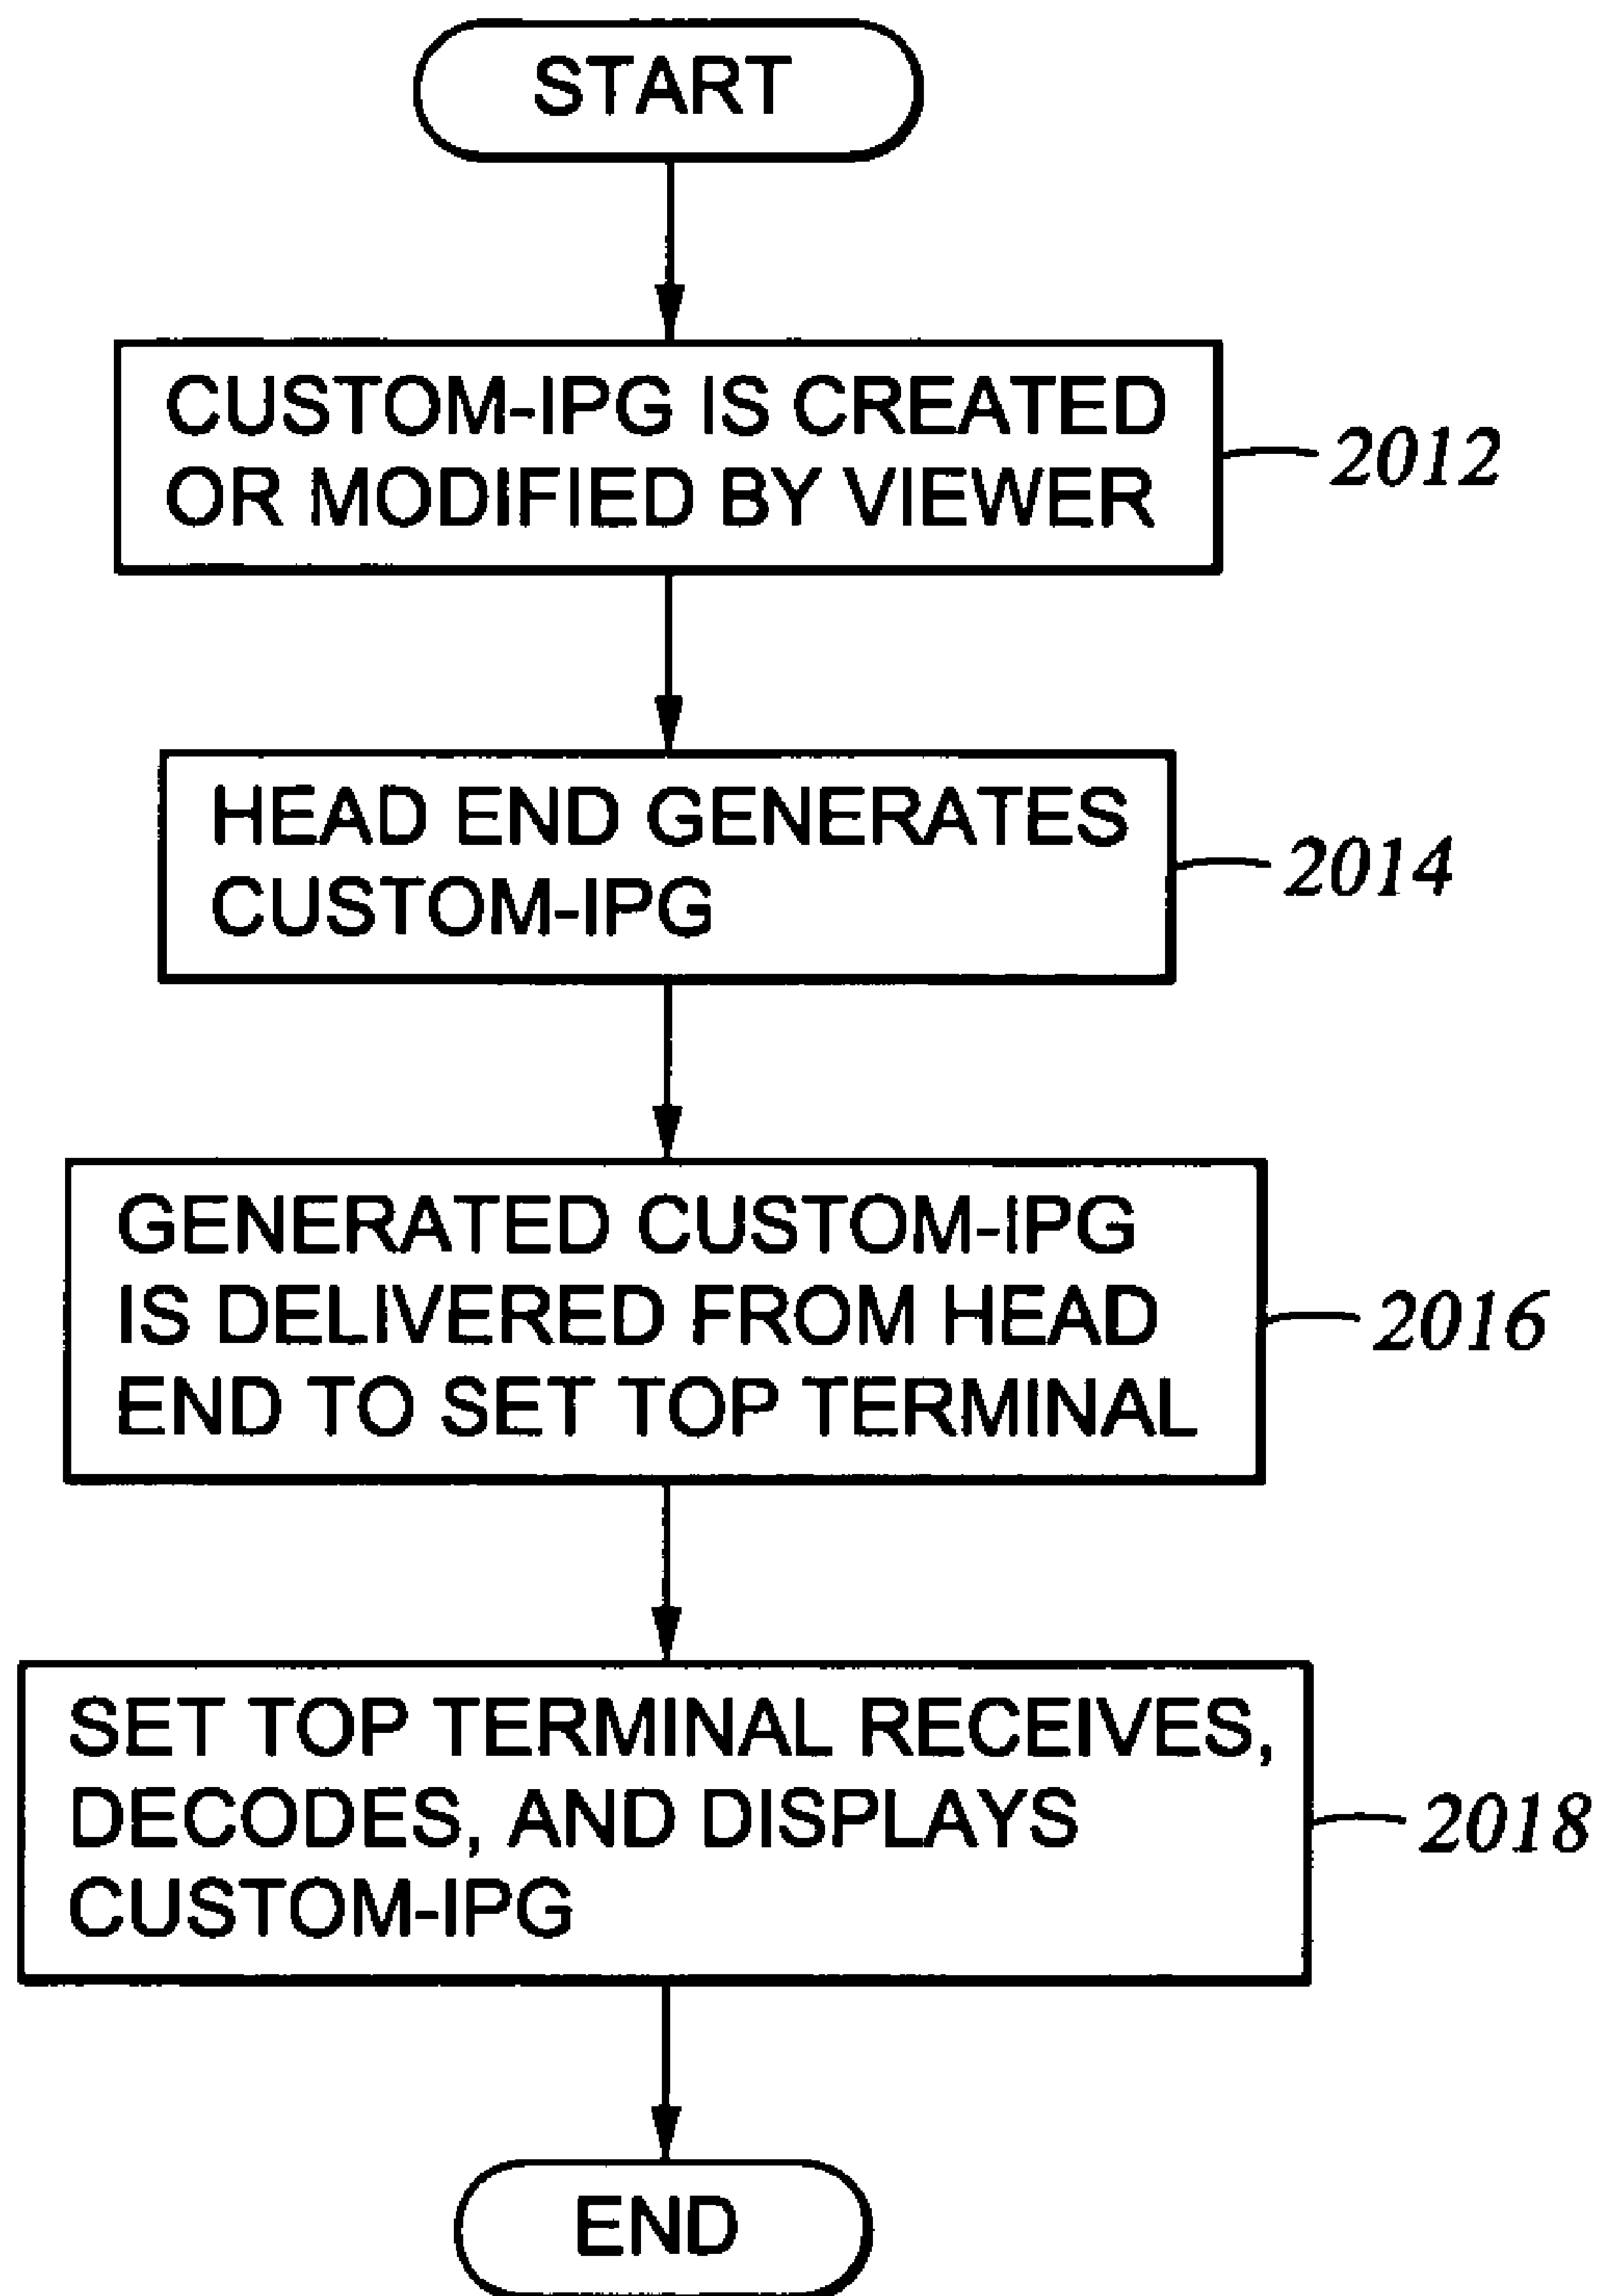 START
CUSTOM-IPG IS CREATED
OR MODIFIED BY VIEWER
2012
HEAD END GENERATES
CUSTOM-IPG
2014
GENERATED CUSTOM-IPG
IS DELIVERED FROM HEAD
END TO SET TOP TERMINAL
2016
SET TOP TERMINAL RECEIVES,
DECODES, AND DISPLAYS
CUSTOM-IPG
2018
END